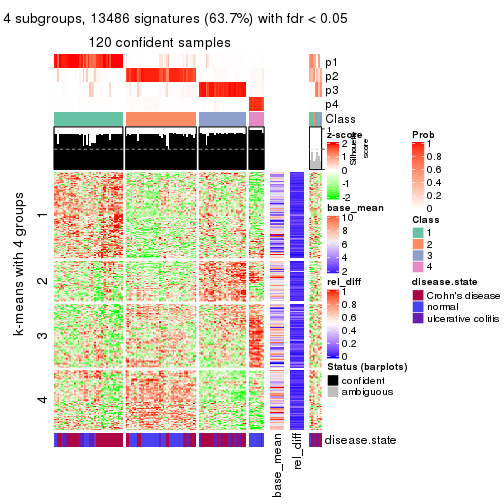 4 subgroups, 13486 signatures (63.7%) with fdr < 0.05
120 confident samples
p1
p2
p3
p4
Class
1
Silhouette
score
k-means with 4 groups
1
2
3
4
base_mean
rel_diff
disease.state
z-score
2
1
0
-1
-2
base_mean
10
8
6
4
2
rel_diff
1
0.8
0.6
0.4
0.2
0
Status (barplots)
confident
ambiguous
Prob
1
0.8
0.6
0.4
0.2
0
Class
1
2
3
4
disease.state
Crohn's disease
normal
ulcerative colitis